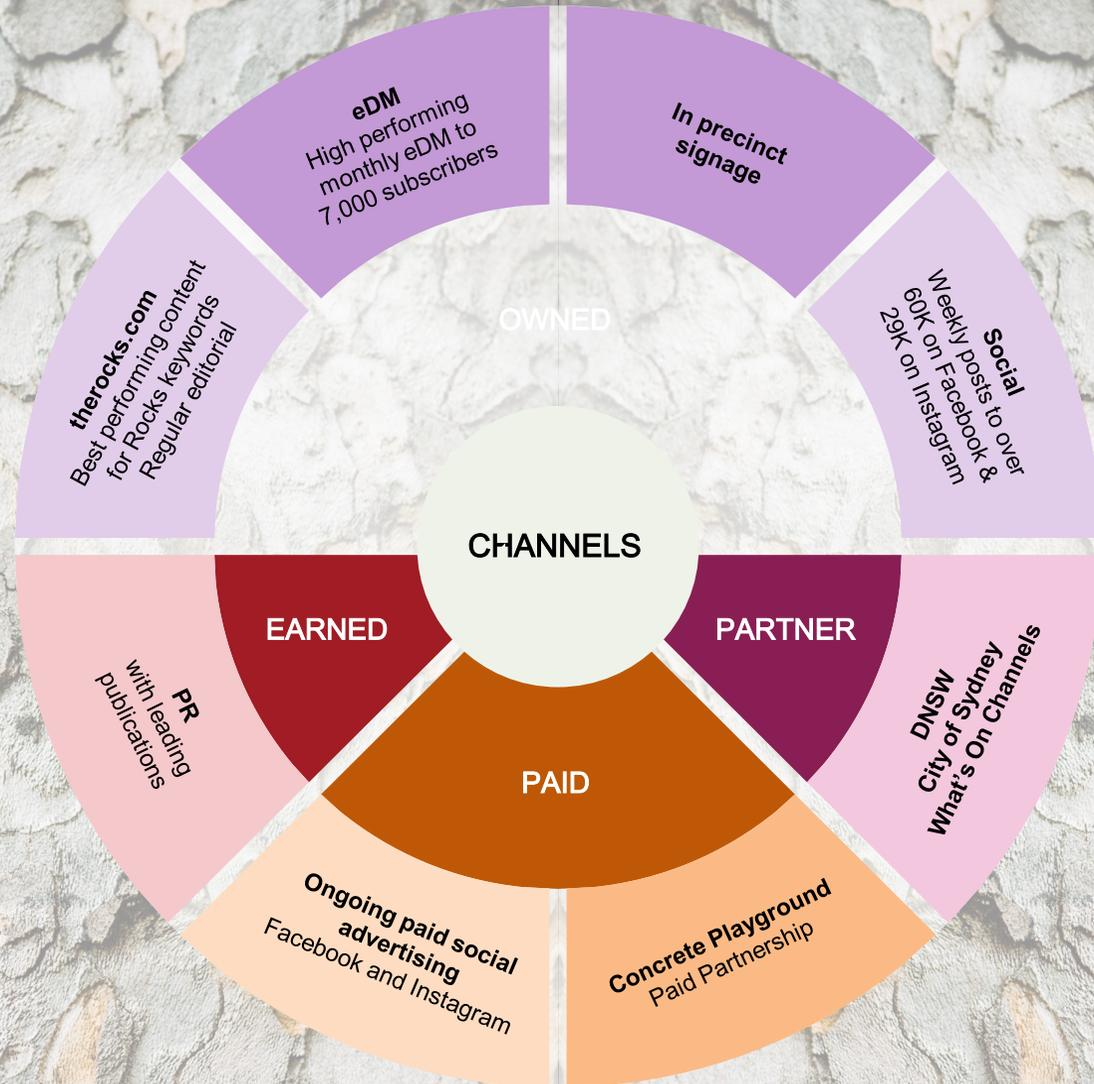 eDM
High performing
monthly eDM to
7,000 subscribers
In precinct
signage
therocks.com
Best performing content
for Rocks keywords
Regular editorial
OWNED
Social
Weekly posts to over
60K on Facebook &
29K on Instagram
CHANNELS
EARNED
PARTNER
PAID
PR
with leading
publications
DNSW
City of Sydney
What's On Channels
Ongoing paid social
advertising
Facebook and Instagram
Concrete Playground
Paid Partnership